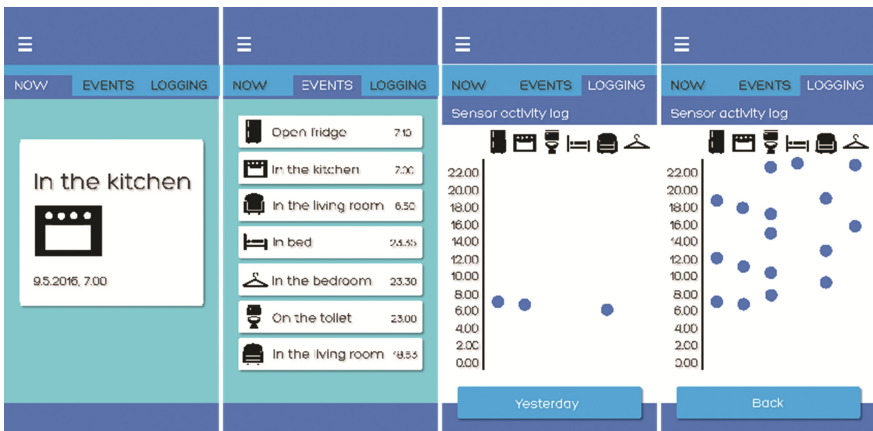 NOW EVENTS LOGGING
In the kitchen
9.5.2016, 7.00
NOW EVENTS LOGGING
Open fridge 7.10
In the kitchen 7.00
In the living room 6.50
In bed 23.35
In the bedroom 23.30
On the toilet 23.00
In the living room 18.53
NOW EVENTS LOGGING
Sensor activity log
22.00
20.00
18.00
16.00
14.00
12.00
10.00
8.00
6.00
4.00
2.00
0.00
Yesterday
NOW EVENTS LOGGING
Sensor activity log
22.00
20.00
18.00
16.00
14.00
12.00
10.00
8.00
6.00
4.00
2.00
0.00
Back